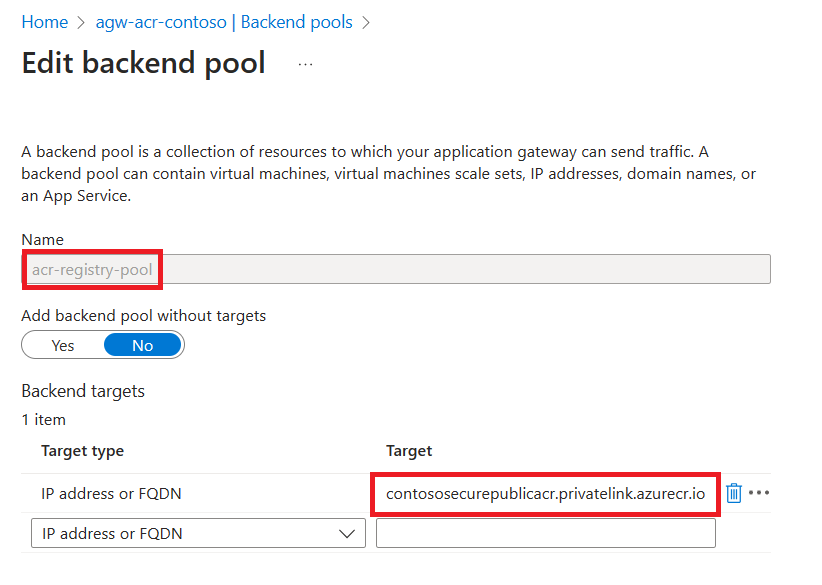 Home > agw-acr-contoso | Backend pools >
Edit backend pool ...
A backend pool is a collection of resources to which your application gateway can send traffic. A
backend pool can contain virtual machines, virtual machines scale sets, IP addresses, domain names, or
an App Service.
Name
acr-registry-pool
Add backend pool without targets
Yes No
Backend targets
1 item
Target type Target
IP address or FQDN contososecurepublicacr.privatelink.azurecr.io
IP address or FQDN